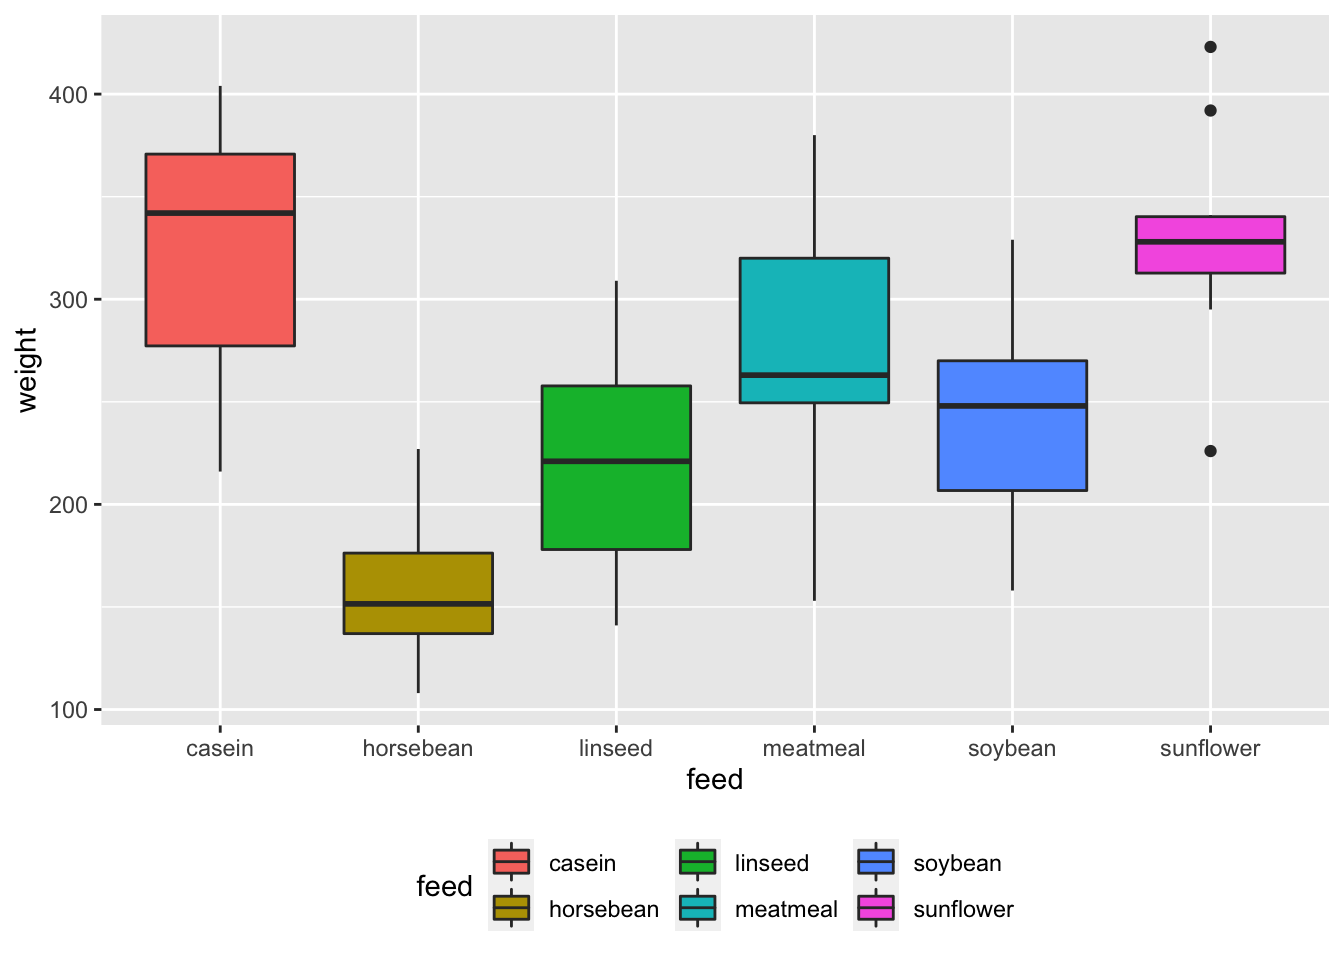 400
300
200
100
weight
casein horsebean linseed meatmeal soybean sunflower
feed
feed
casein linseed soybean
horsebean meatmeal sunflower